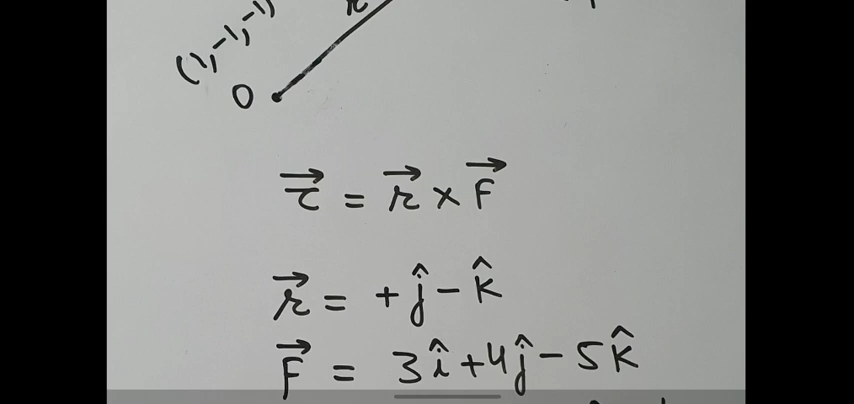 (1,-1,-1)
O
τ⃗ = r⃗ × F⃗
r⃗ = + ĵ - k̂
F⃗ = 3î + 4ĵ - 5k̂